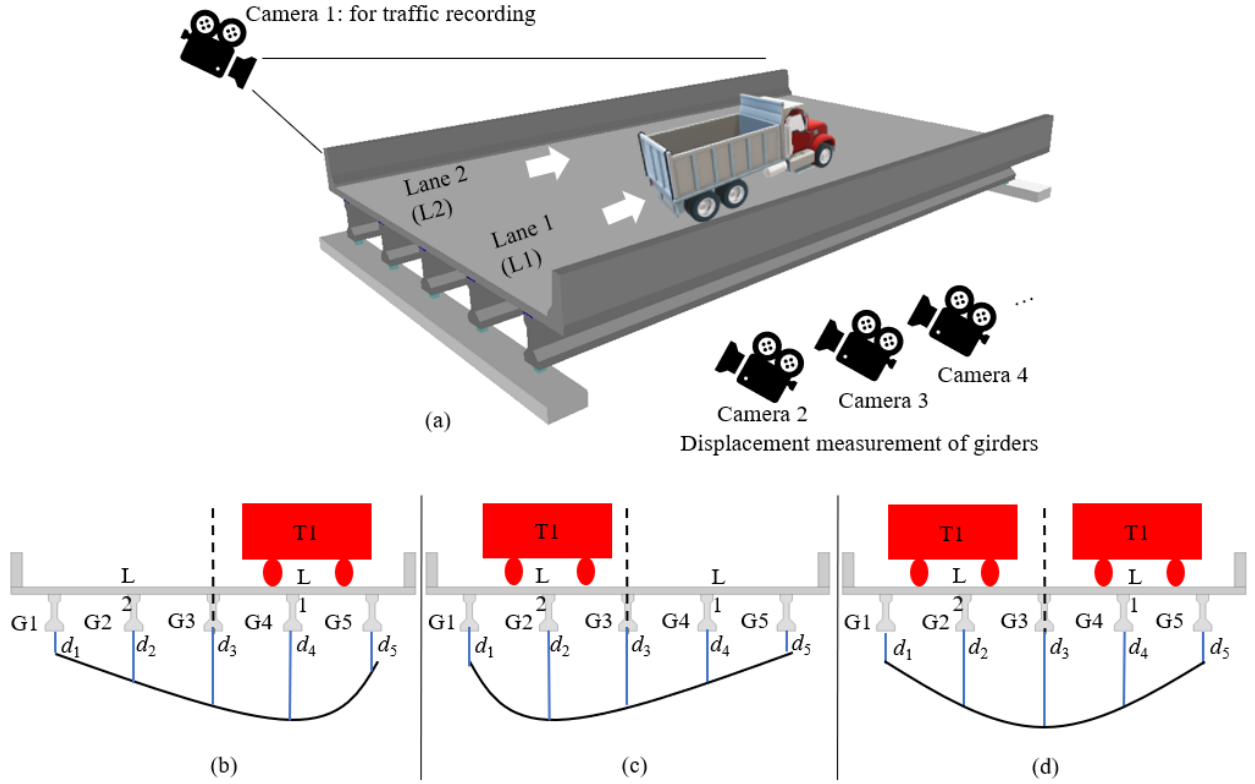 Camera 1: for traffic recording
Lane 2
(L2)
Lane 1
(L1)
...
Camera 4
Camera 3
Camera 2
(a)
Displacement measurement of girders
T1
L
2
L
1
G1
G2
G3
G4
G5
d1
d2
d3
d4
d5
(b)
T1
L
2
L
1
G1
G2
G3
G4
G5
d1
d2
d3
d4
d5
(c)
T1
T1
L
2
L
1
G1
G2
G3
G4
G5
d1
d2
d3
d4
d5
(d)